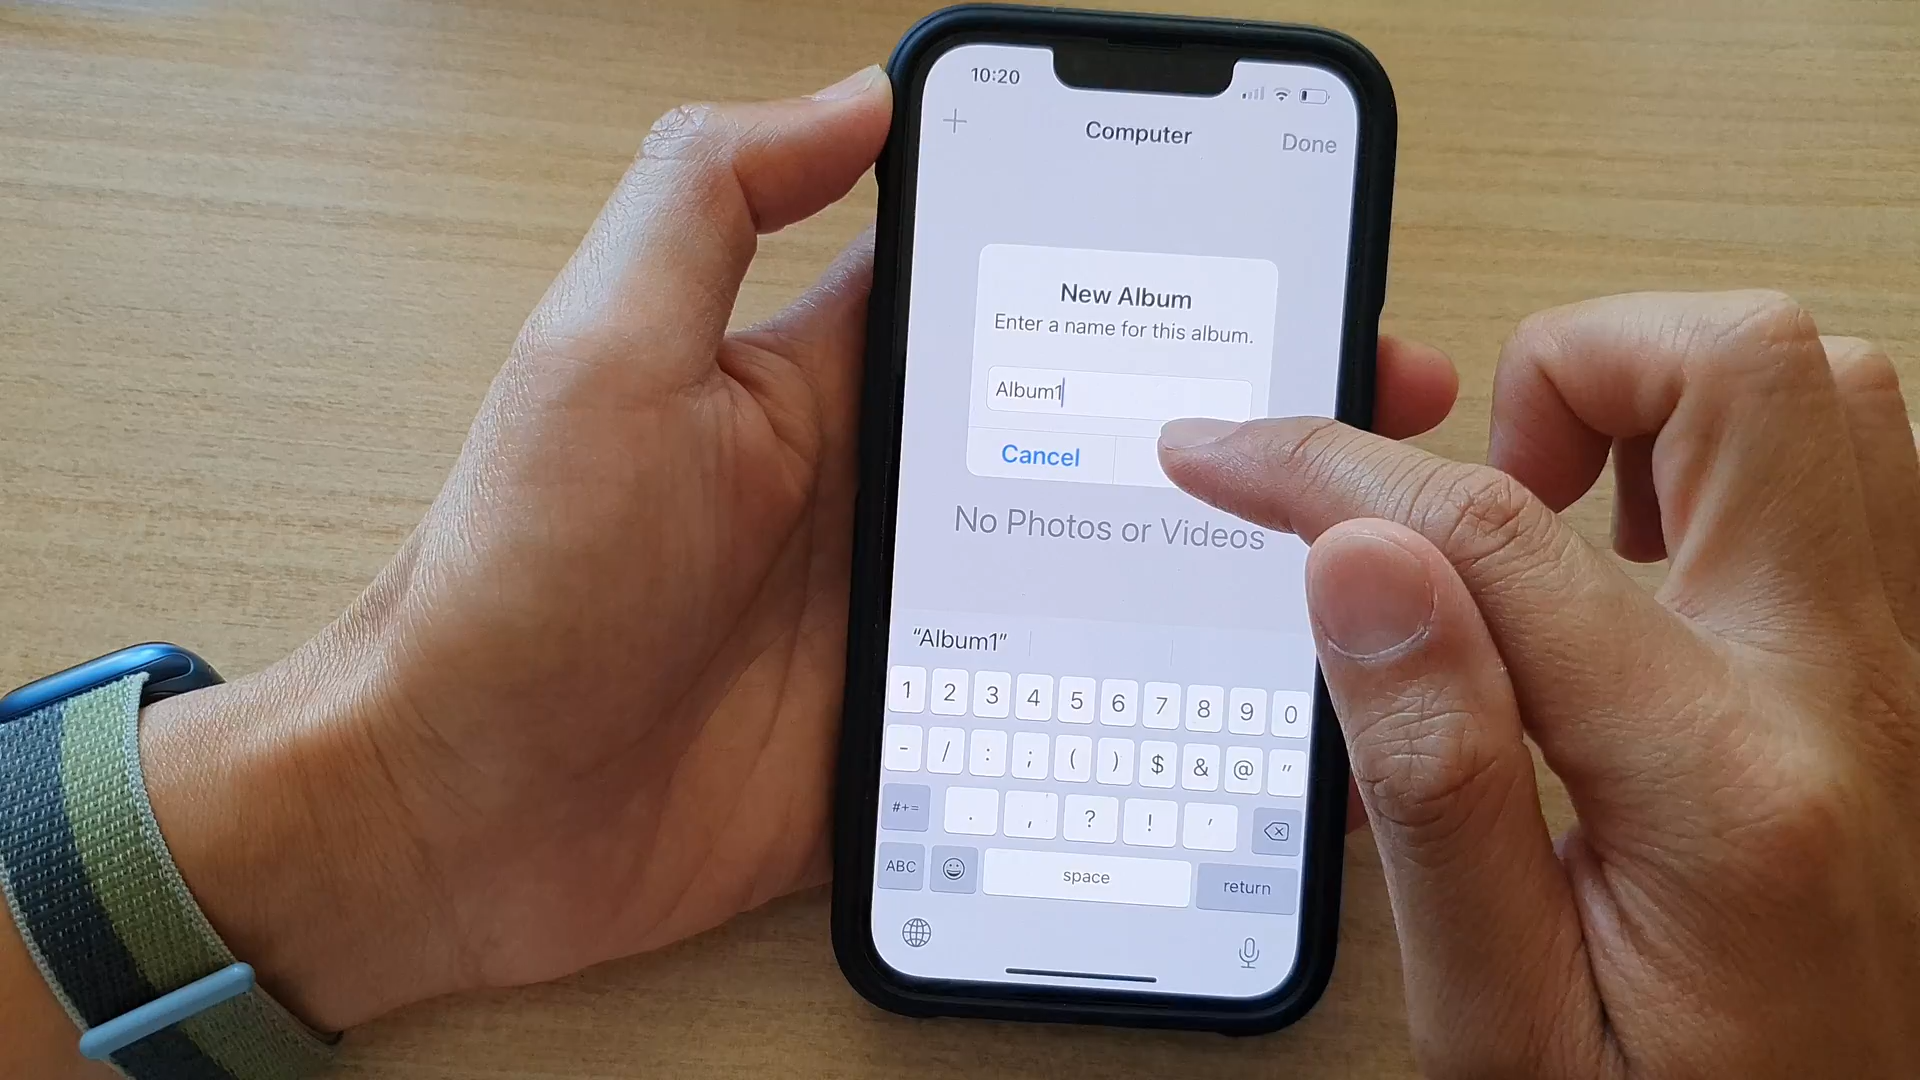 10:20
Computer
Done
New Album
Enter a name for this album.
Album1
Cancel
No Photos or Videos
“Album1”
1 2 3 4 5 6 7 8 9 0
- / : ; ( ) $ & @ "
#+= . , ? ! '
ABC space return